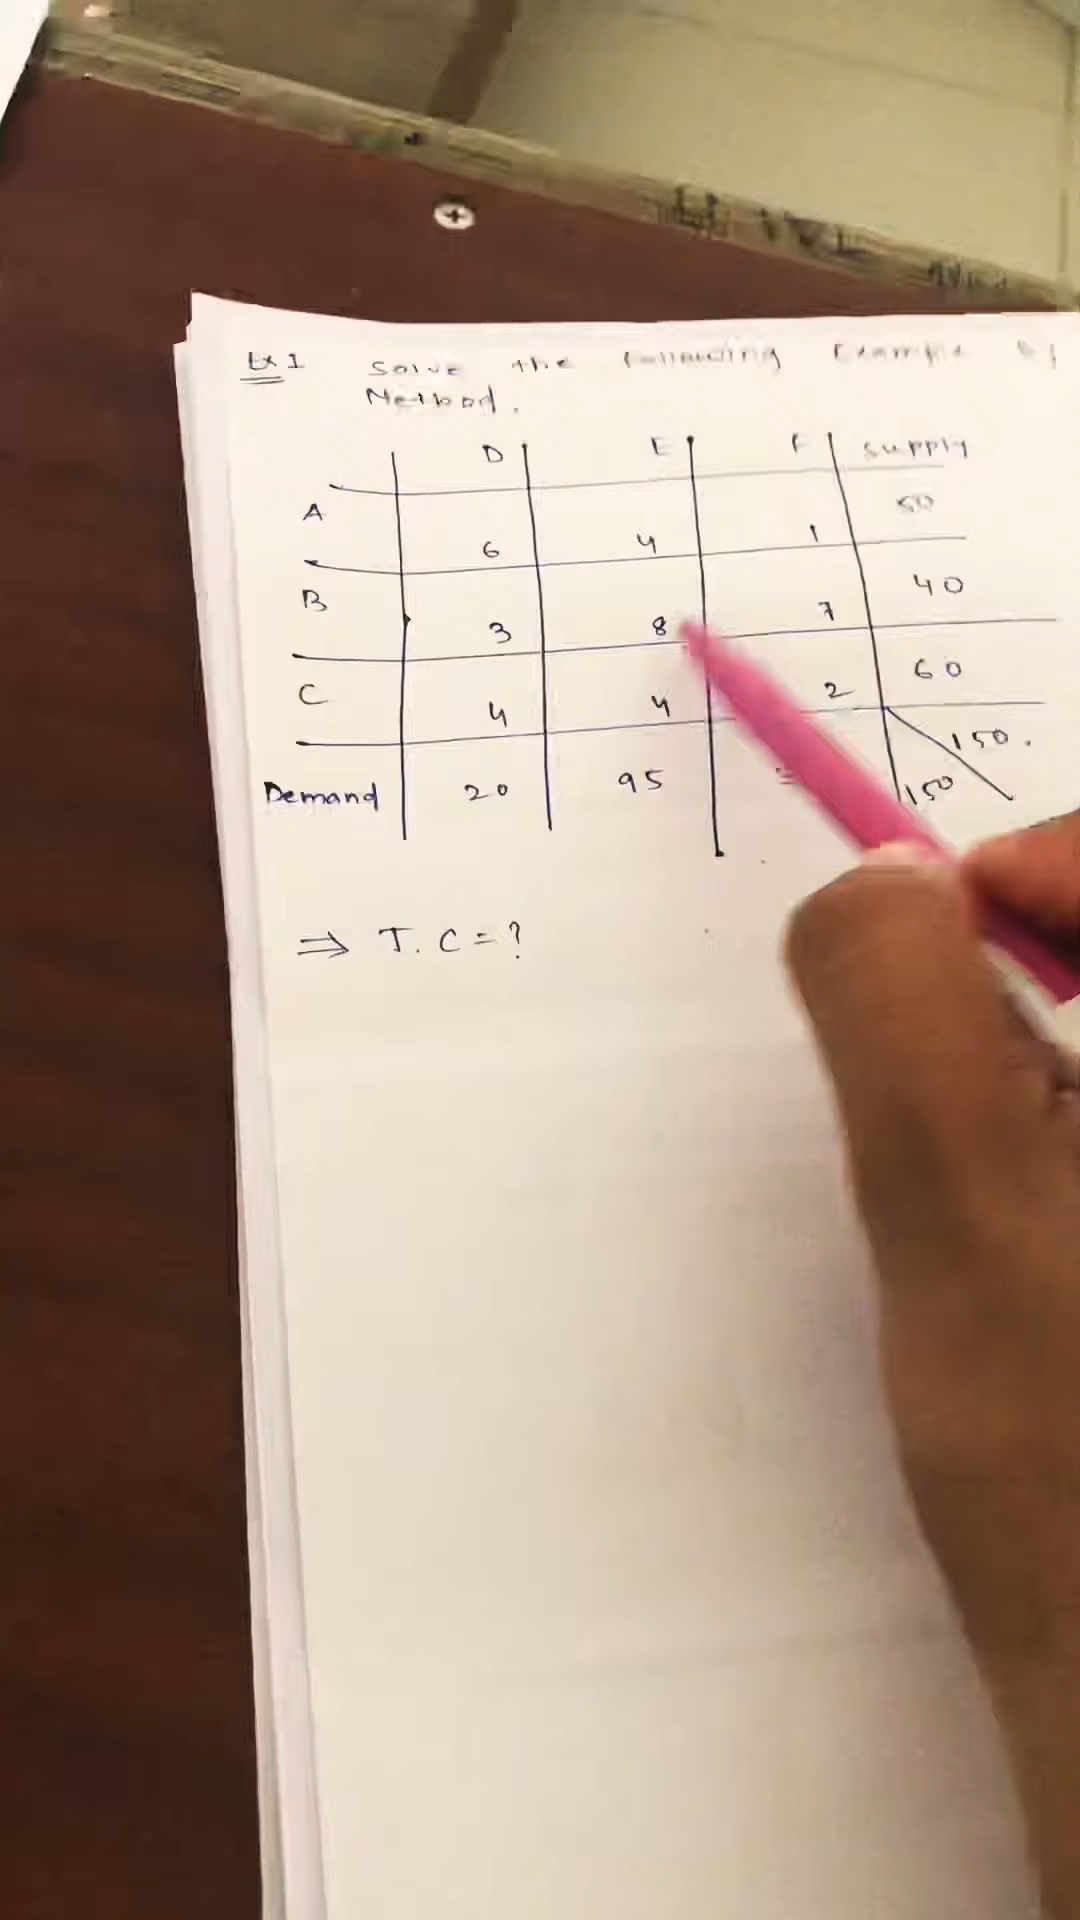 Ex 1 Solve the following Example by
Method.
D E F Supply
A 6 4 1 50
B 3 8 7 40
C 4 4 2 60
150.
Demand 20 95 150
⇒ T.C = ?